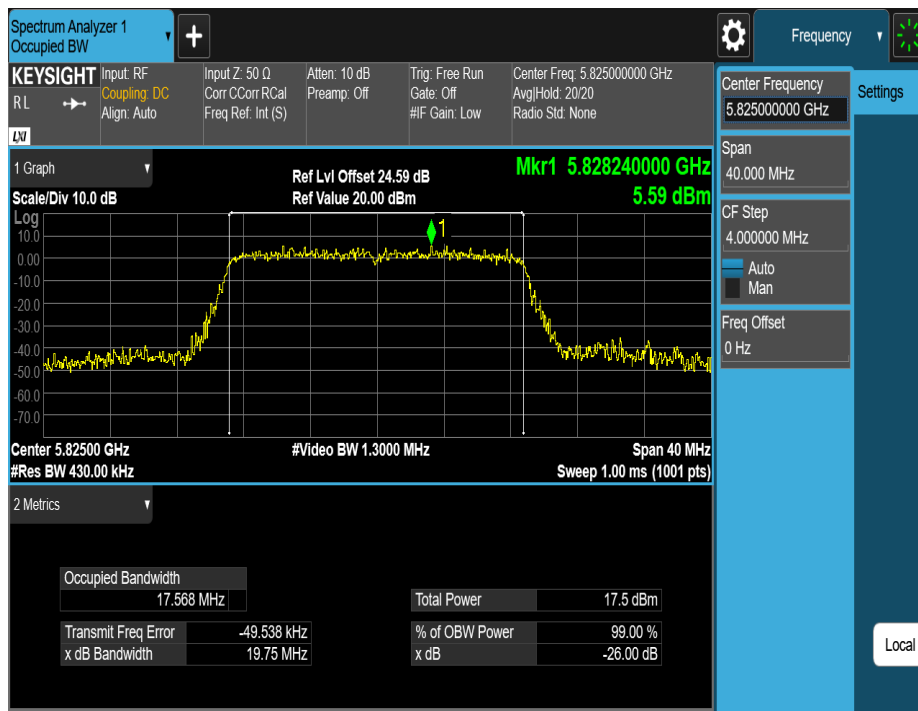 Spectrum Analyzer 1
Occupied BW
+
Frequency
KEYSIGHT
R L
LXI
Input: RF
Coupling: DC
Align: Auto
Input Z: 50 Ω
Corr CCorr RCal
Freq Ref: Int (S)
Atten: 10 dB
Preamp: Off
Trig: Free Run
Gate: Off
#IF Gain: Low
Center Freq: 5.825000000 GHz
Avg|Hold: 20/20
Radio Std: None
Center Frequency
5.825000000 GHz
Settings
Span
40.000 MHz
CF Step
4.000000 MHz
Auto
Man
Freq Offset
0 Hz
Local
1 Graph
Scale/Div 10.0 dB
Ref Lvl Offset 24.59 dB
Ref Value 20.00 dBm
Mkr1 5.828240000 GHz
5.59 dBm
Log
10.0
0.00
-10.0
-20.0
-30.0
-40.0
-50.0
-60.0
-70.0
1
Center 5.82500 GHz
#Res BW 430.00 kHz
#Video BW 1.3000 MHz
Span 40 MHz
Sweep 1.00 ms (1001 pts)
2 Metrics
Occupied Bandwidth
17.568 MHz
Transmit Freq Error -49.538 kHz
x dB Bandwidth 19.75 MHz
Total Power 17.5 dBm
% of OBW Power 99.00 %
x dB -26.00 dB